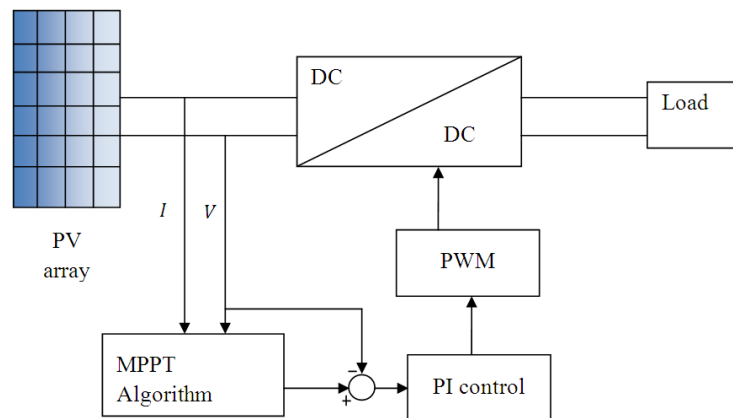 DC
DC
Load
I
V
PV
array
PWM
MPPT
Algorithm
−
+
PI control